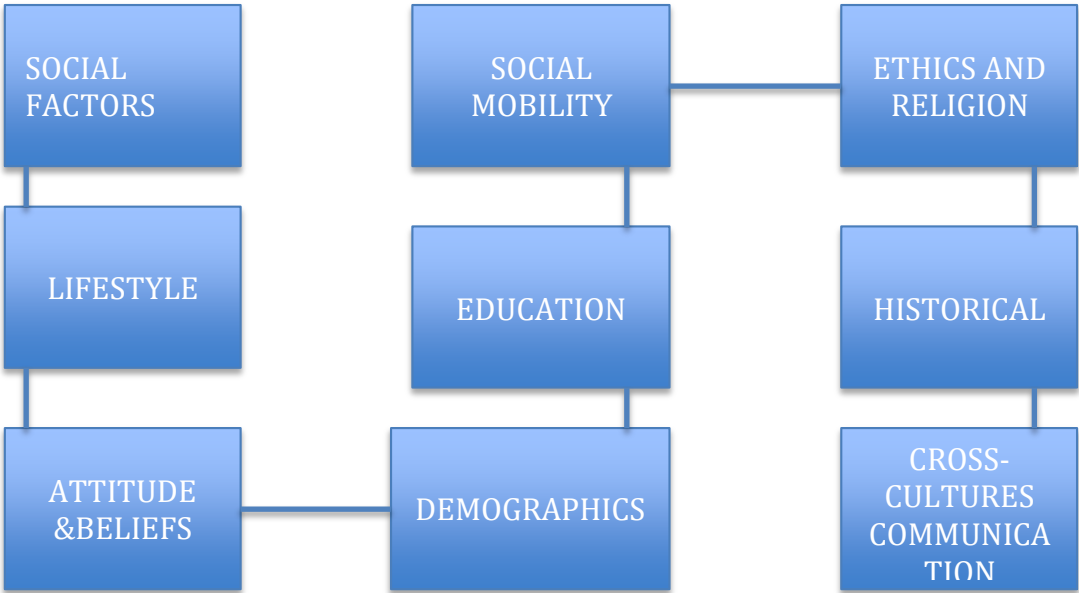 SOCIAL
FACTORS
LIFESTYLE
ATTITUDE
&BELIEFS
DEMOGRAPHICS
EDUCATION
SOCIAL
MOBILITY
ETHICS AND
RELIGION
HISTORICAL
CROSS-
CULTURES
COMMUNICA
TION